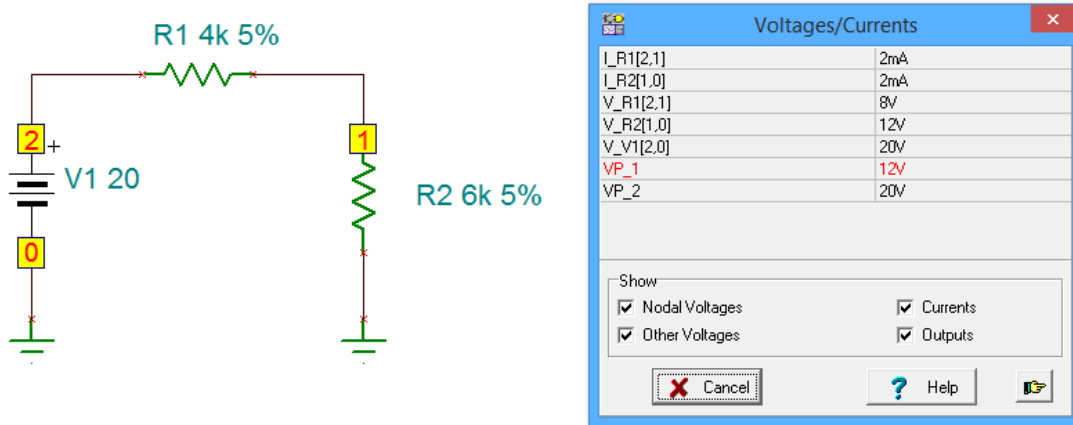 R1 4k 5%
2
+
V1 20
0
1
R2 6k 5%
Voltages/Currents
I_R1[2,1] 2mA
I_R2[1,0] 2mA
V_R1[2,1] 8V
V_R2[1,0] 12V
V_V1[2,0] 20V
VP_1 12V
VP_2 20V
Show
Nodal Voltages Currents
Other Voltages Outputs
Cancel ? Help